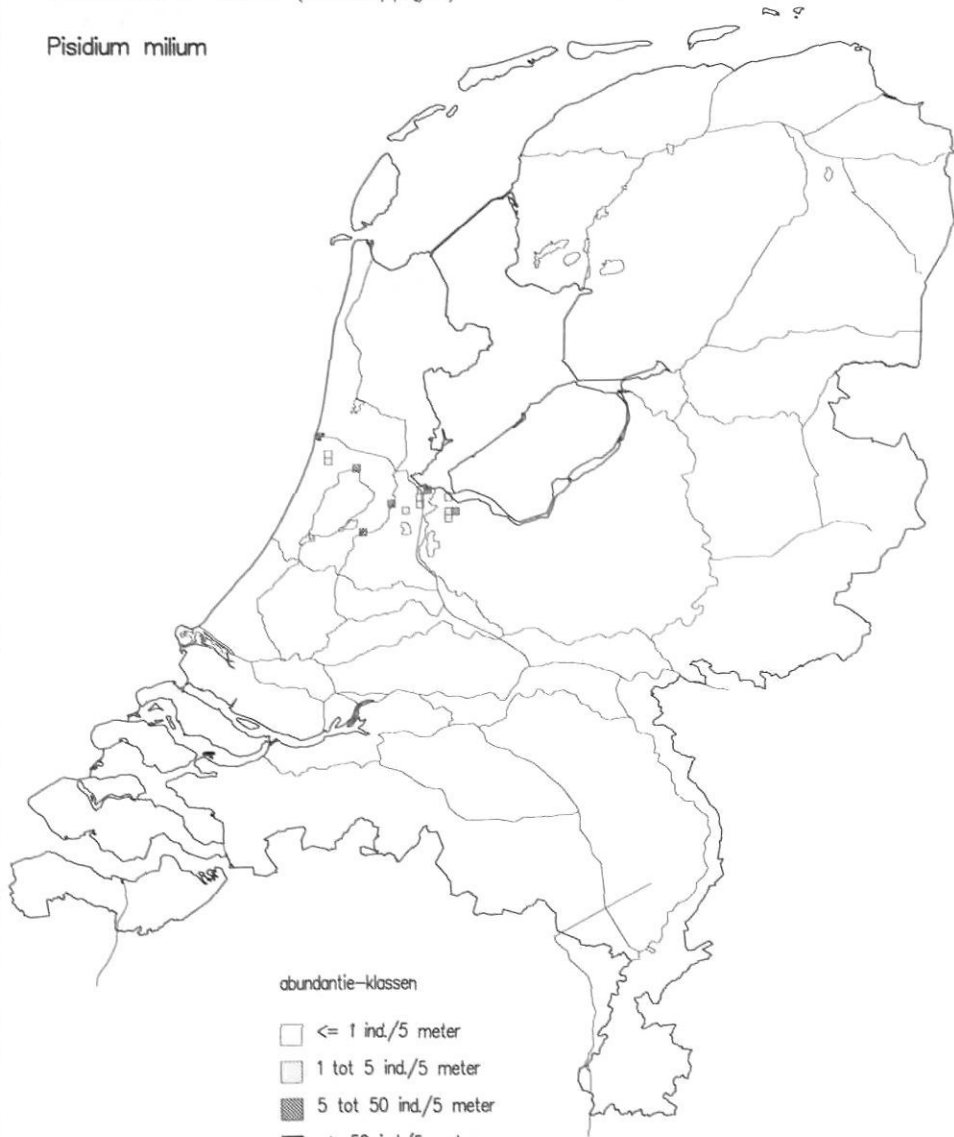 Pisidium milium
abundantie-klassen
<= 1 ind./5 meter
1 tot 5 ind./5 meter
5 tot 50 ind./5 meter